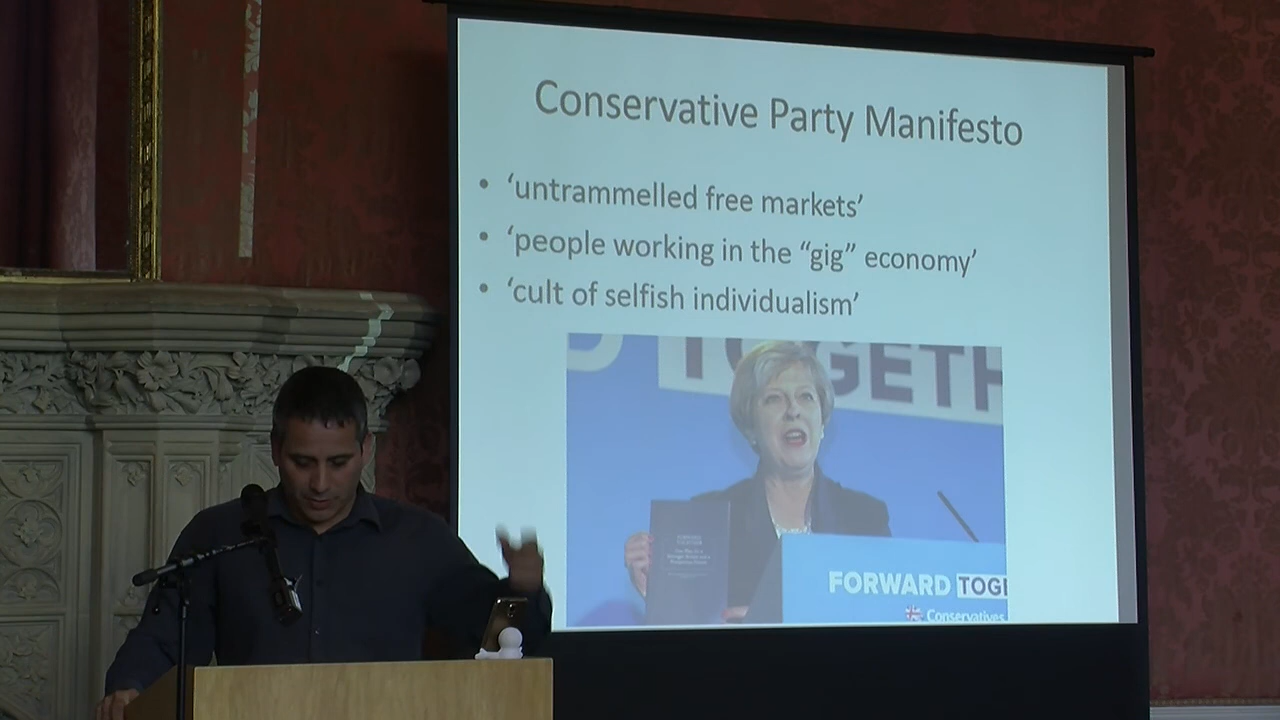 Conservative Party Manifesto
• ‘untrammelled free markets’
• ‘people working in the “gig” economy’
• ‘cult of selfish individualism’
D TOGETH
FORWARD TOGE
Conservatives